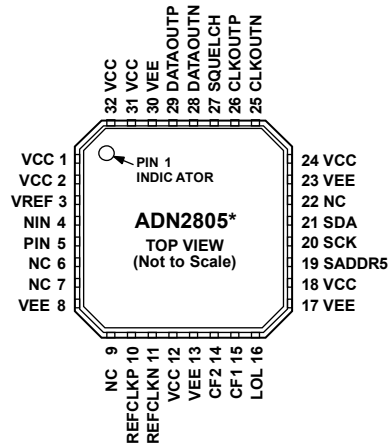 32 VCC
31 VCC
30 VEE
29 DATAOUTP
28 DATAOUTN
27 SQUELCH
26 CLKOUTP
25 CLKOUTN
VCC 1
VCC 2
VREF 3
NIN 4
PIN 5
NC 6
NC 7
VEE 8
PIN 1
INDIC ATOR
ADN2805*
TOP VIEW
(Not to Scale)
24 VCC
23 VEE
22 NC
21 SDA
20 SCK
19 SADDR5
18 VCC
17 VEE
NC 9
REFCLKP 10
REFCLKN 11
VCC 12
VEE 13
CF2 14
CF1 15
LOL 16